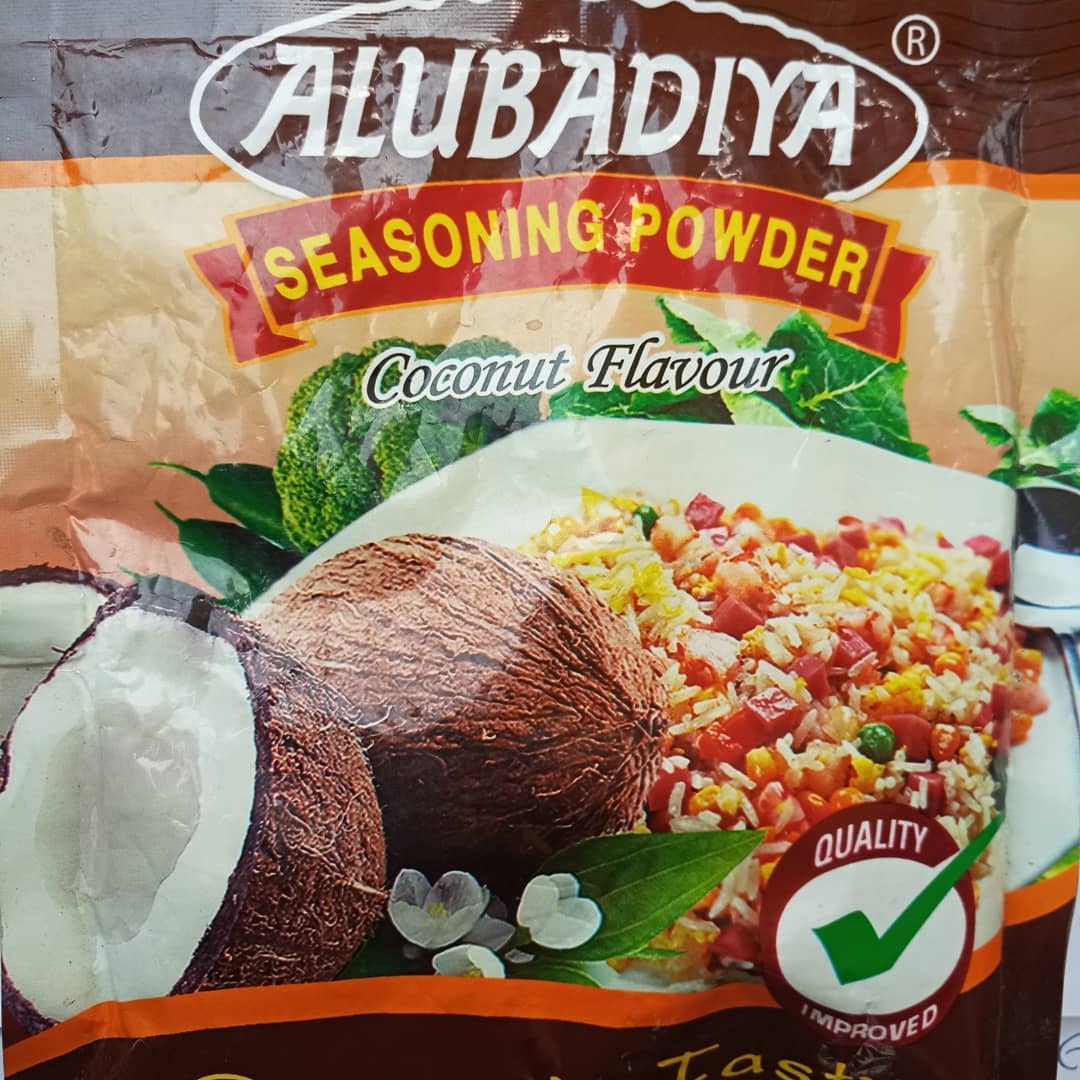 ALUBADIYA ®
SEASONING POWDER
Coconut Flavour
QUALITY
IMPROVED